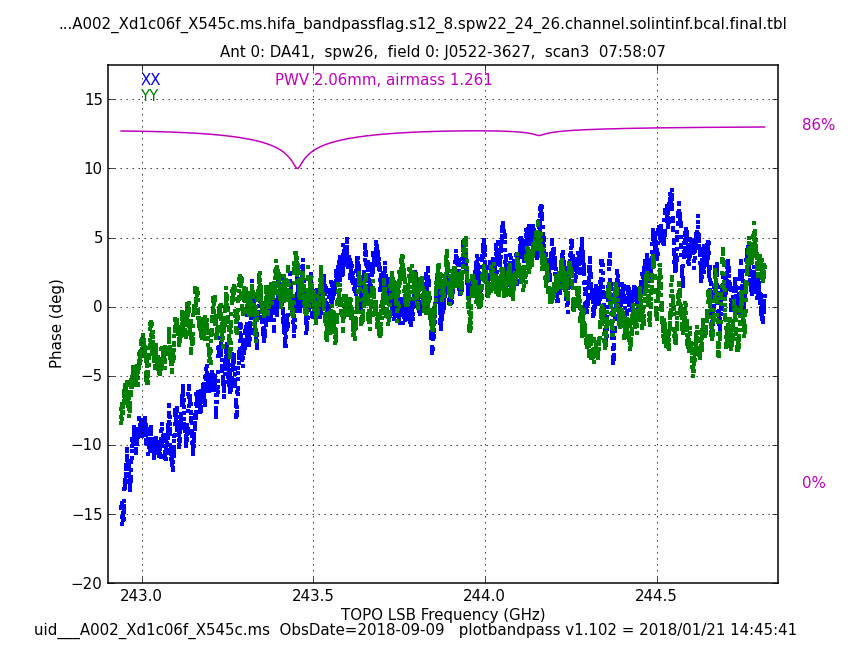 ...A002_Xd1c06f_X545c.ms.hifa_bandpassflag.s12_8.spw22_24_26.channel.solintinf.bcal.final.tbl
Ant 0: DA41,  spw26,  field 0: J0522-3627,  scan3  07:58:07
XX
YY
PWV 2.06mm, airmass 1.261
86%
0%
15
10
5
0
−5
−10
−15
−20
Phase (deg)
243.0
243.5
244.0
244.5
TOPO LSB Frequency (GHz)
uid___A002_Xd1c06f_X545c.ms  ObsDate=2018-09-09   plotbandpass v1.102 = 2018/01/21 14:45:41